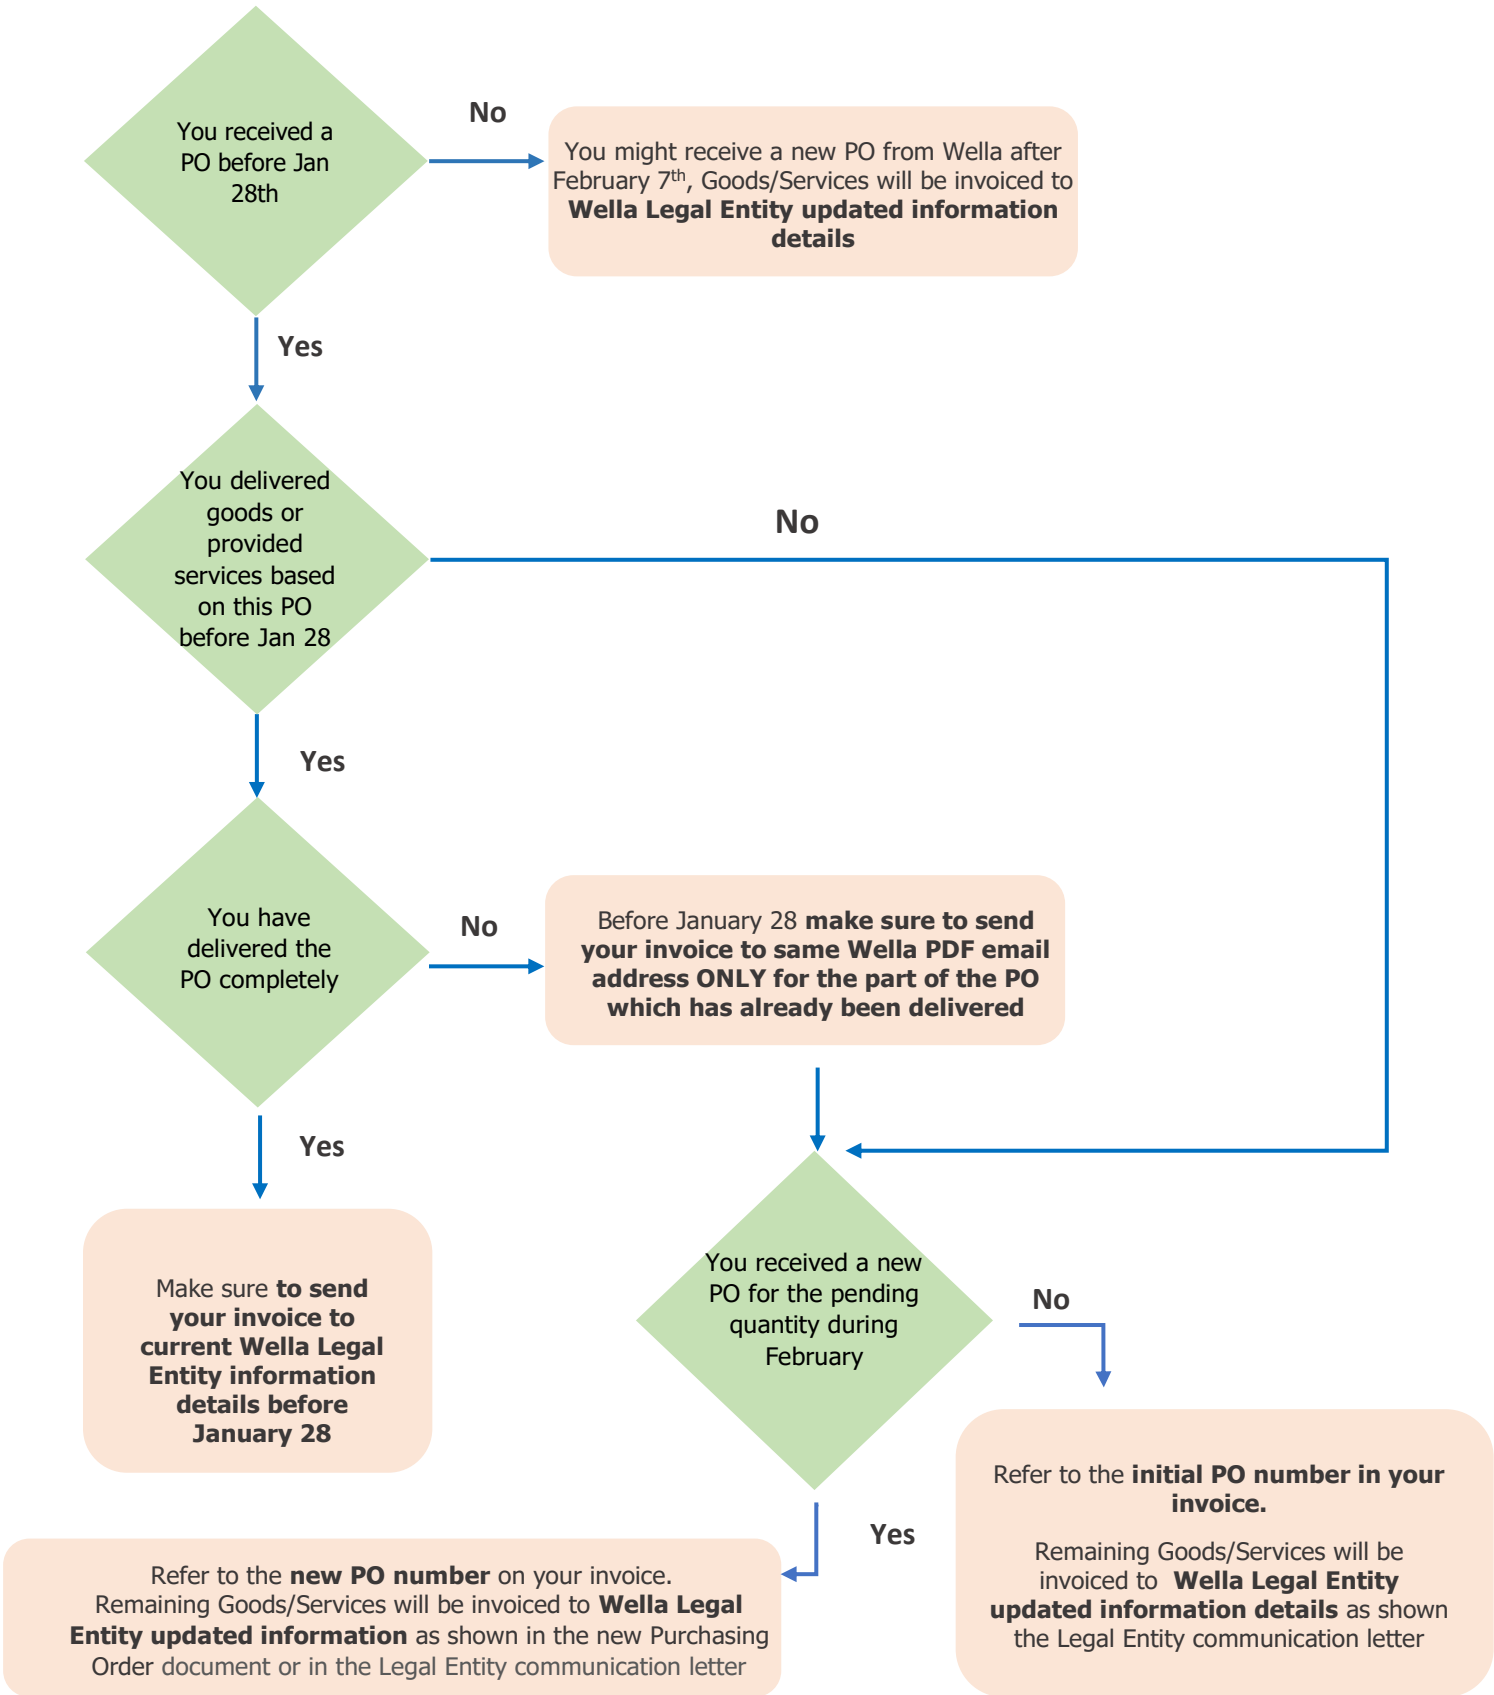 No
You received a
PO before Jan
28th
You might receive a new PO from Wella after
February 7th, Goods/Services will be invoiced to
Wella Legal Entity updated information
details
Yes
You delivered
goods or
provided
services based
on this PO
before Jan 28
No
Yes
You have
delivered the
PO completely
No
Before January 28 make sure to send
your invoice to same Wella PDF email
address ONLY for the part of the PO
which has already been delivered
Yes
Make sure to send
your invoice to
current Wella Legal
Entity information
details before
January 28
You received a new
PO for the pending
quantity during
February
No
Refer to the initial PO number in your
invoice.
Remaining Goods/Services will be
invoiced to Wella Legal Entity
updated information details as shown
the Legal Entity communication letter
Yes
Refer to the new PO number on your invoice.
Remaining Goods/Services will be invoiced to Wella Legal
Entity updated information as shown in the new Purchasing
Order document or in the Legal Entity communication letter